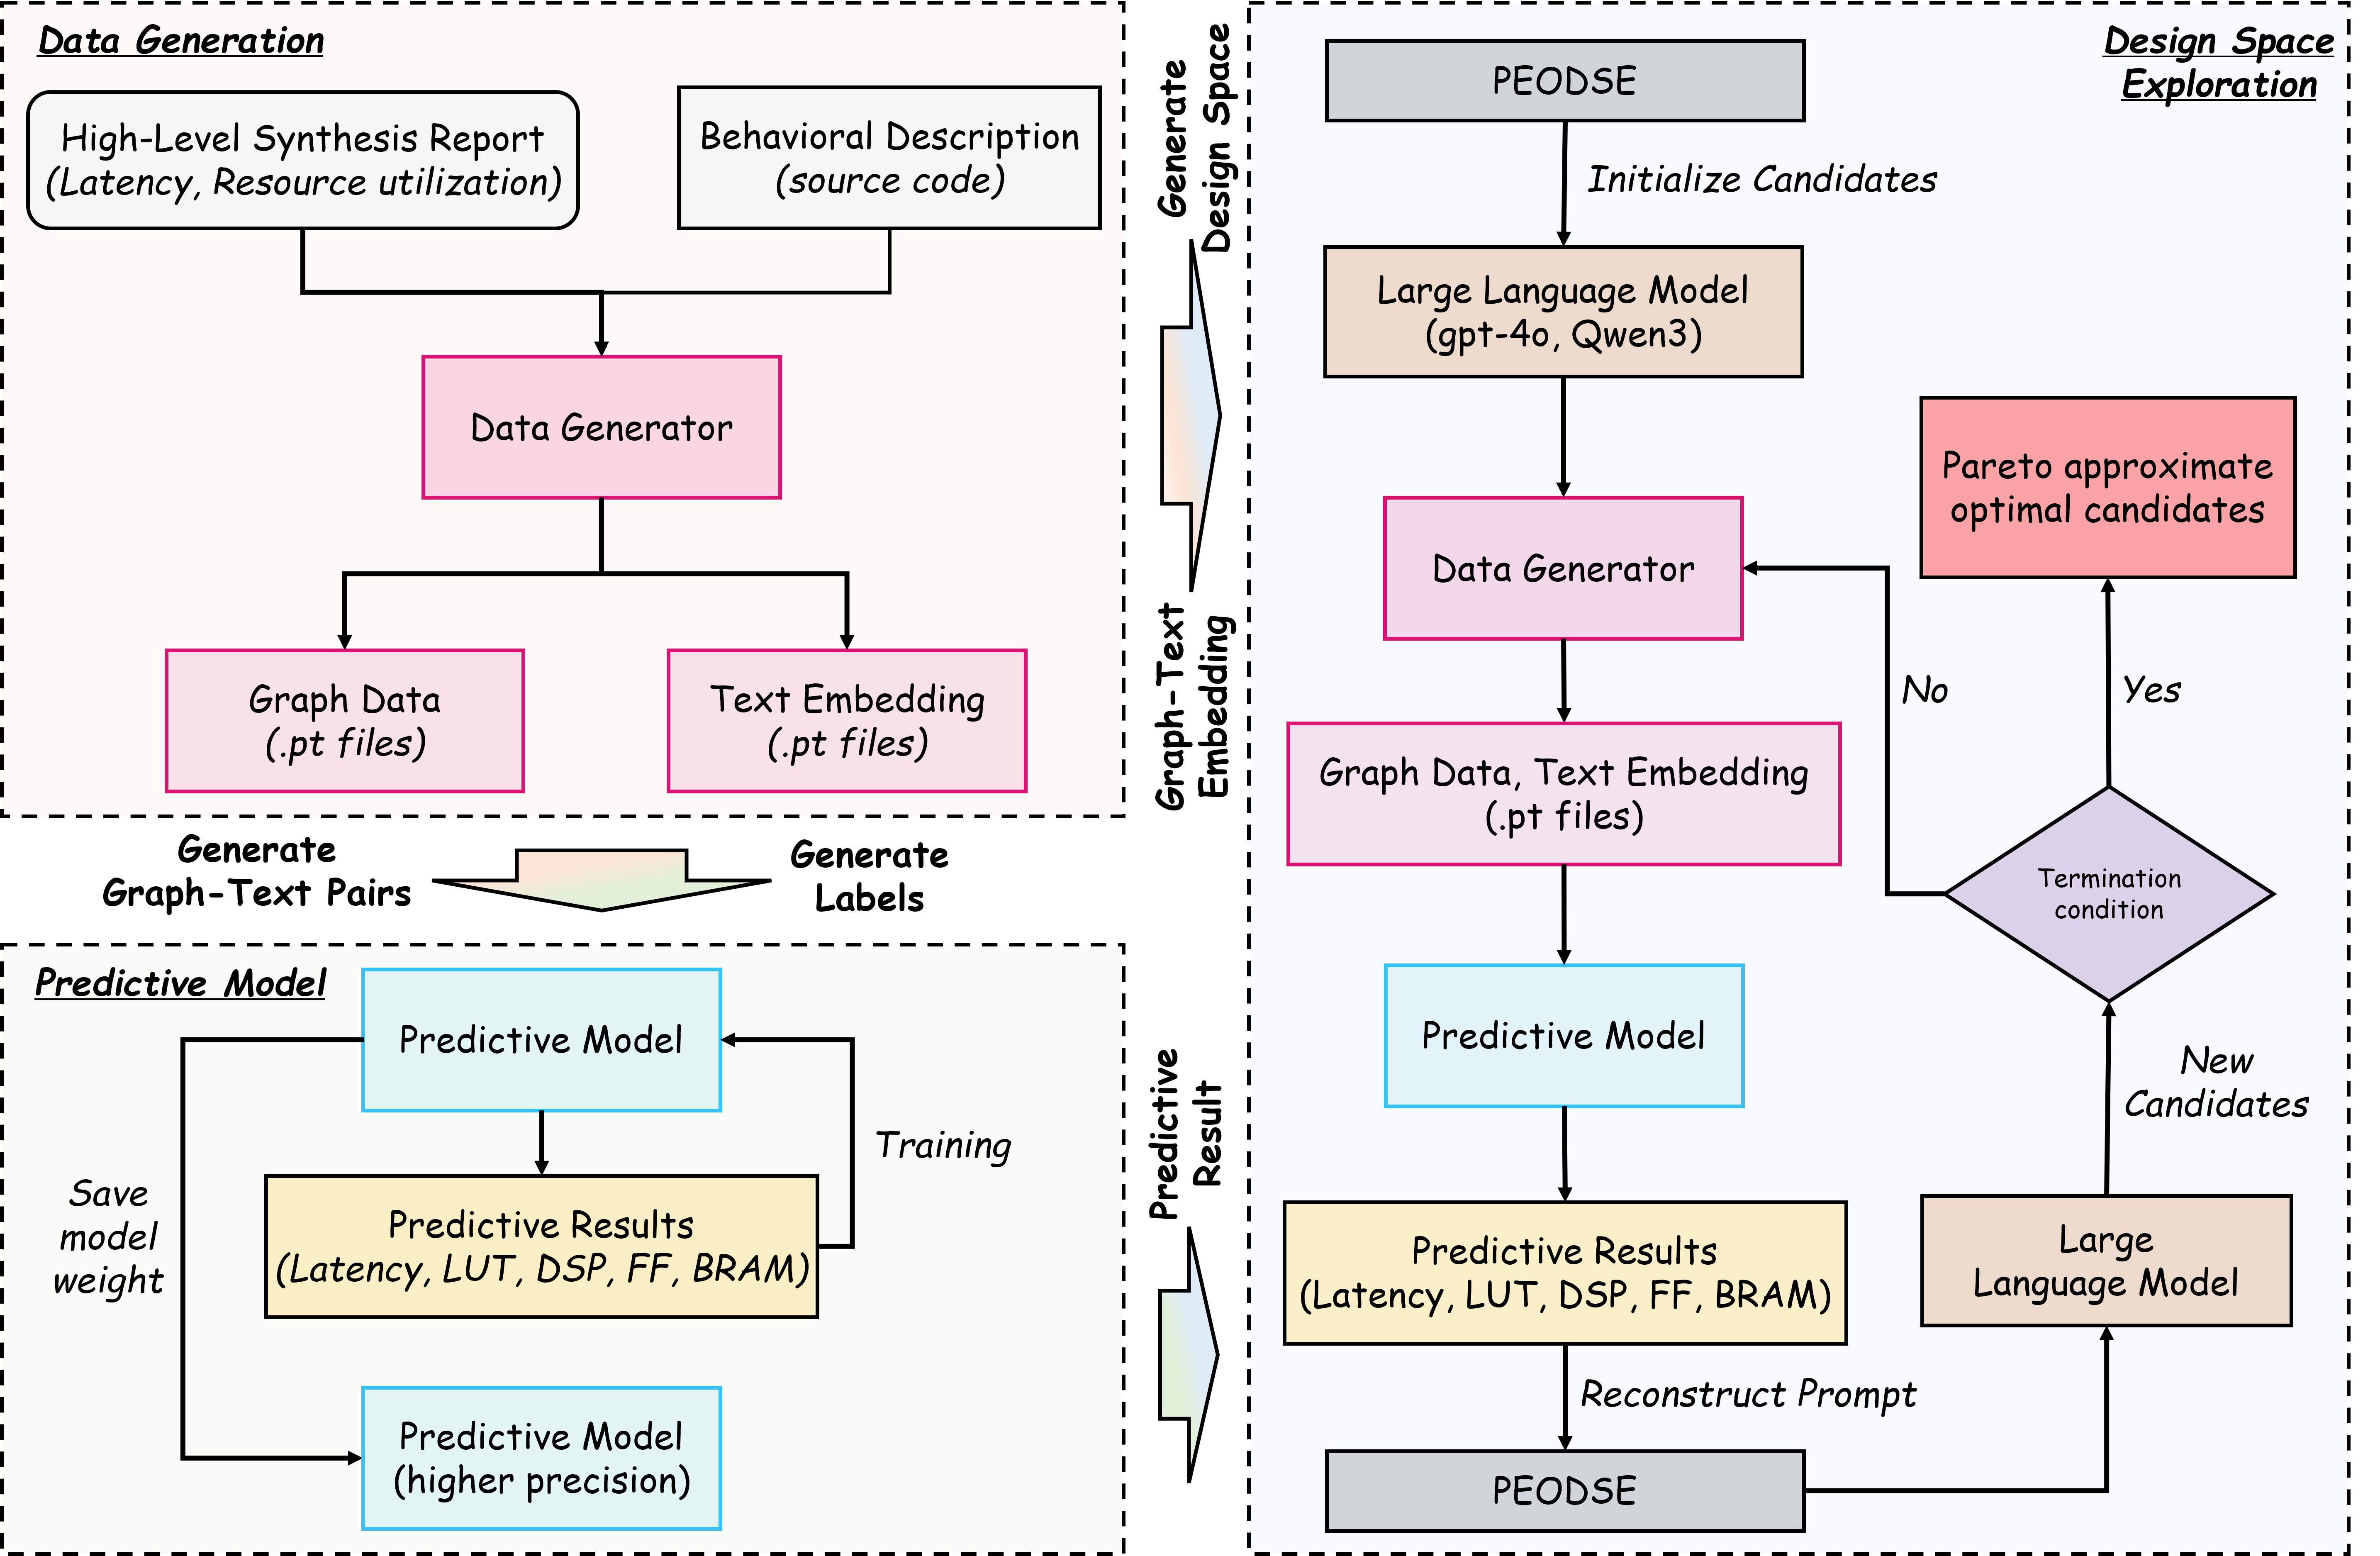 Data Generation
High-Level Synthesis Report
(Latency, Resource utilization)
Behavioral Description
(source code)
Data Generator
Graph Data
(.pt files)
Text Embedding
(.pt files)
Generate
Graph-Text Pairs
Generate
Labels
Predictive Model
Predictive Model
Training
Save
model
weight
Predictive Results
(Latency, LUT, DSP, FF, BRAM)
Predictive Model
(higher precision)
Generate
Design Space
Graph-Text
Embedding
Predictive
Result
Design Space
Exploration
PEODSE
Initialize Candidates
Large Language Model
(gpt-4o, Qwen3)
Data Generator
Graph Data, Text Embedding
(.pt files)
Predictive Model
Predictive Results
(Latency, LUT, DSP, FF, BRAM)
Reconstruct Prompt
PEODSE
Large
Language Model
New
Candidates
Termination
condition
No
Yes
Pareto approximate
optimal candidates